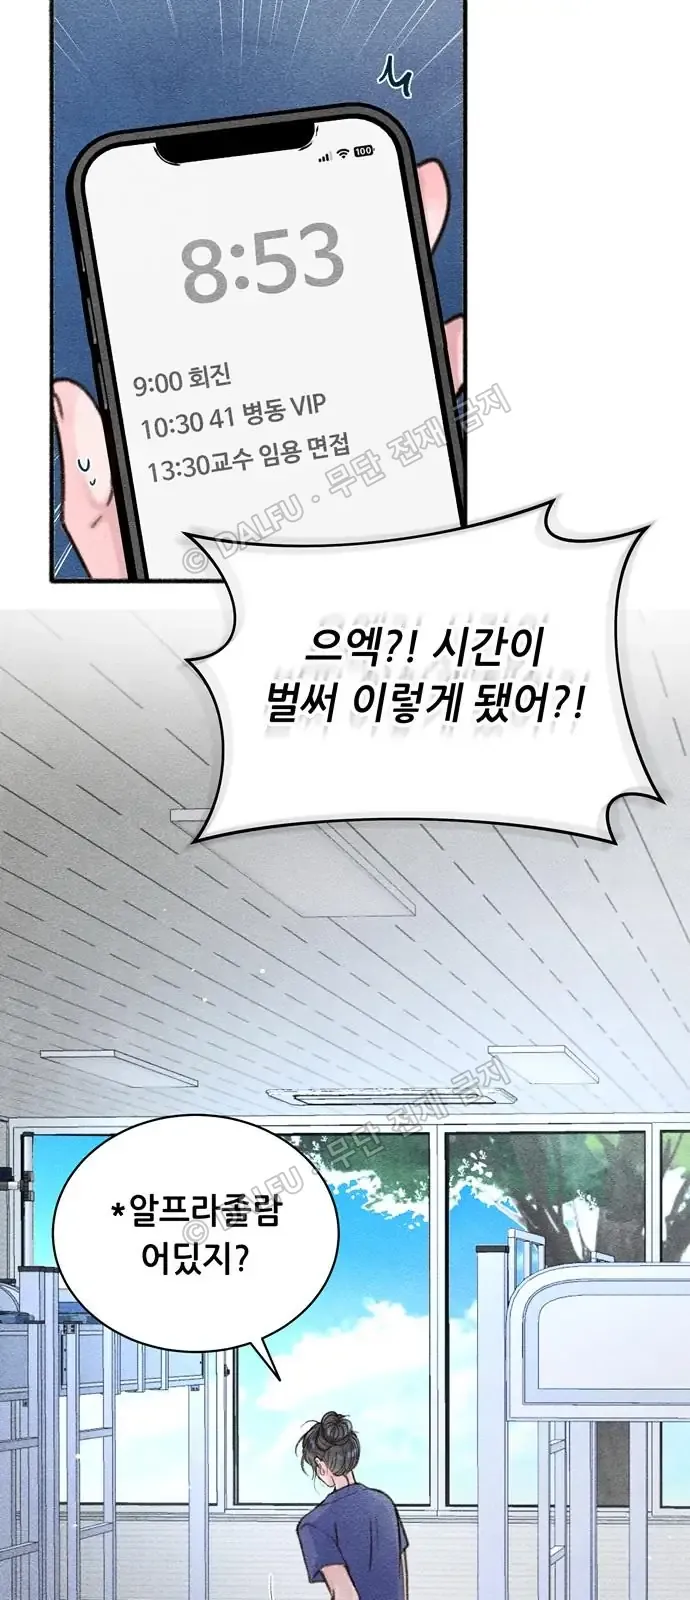 100
8:53
9:00 회진
10:30 41 병동 VIP
13:30교수 임용 면접
© DALFU · 무단 전재 금지
으엑?! 시간이
벌써 이렇게 됐어?!
© DALFU · 무단 전재 금지
*알프라졸람
어딨지?